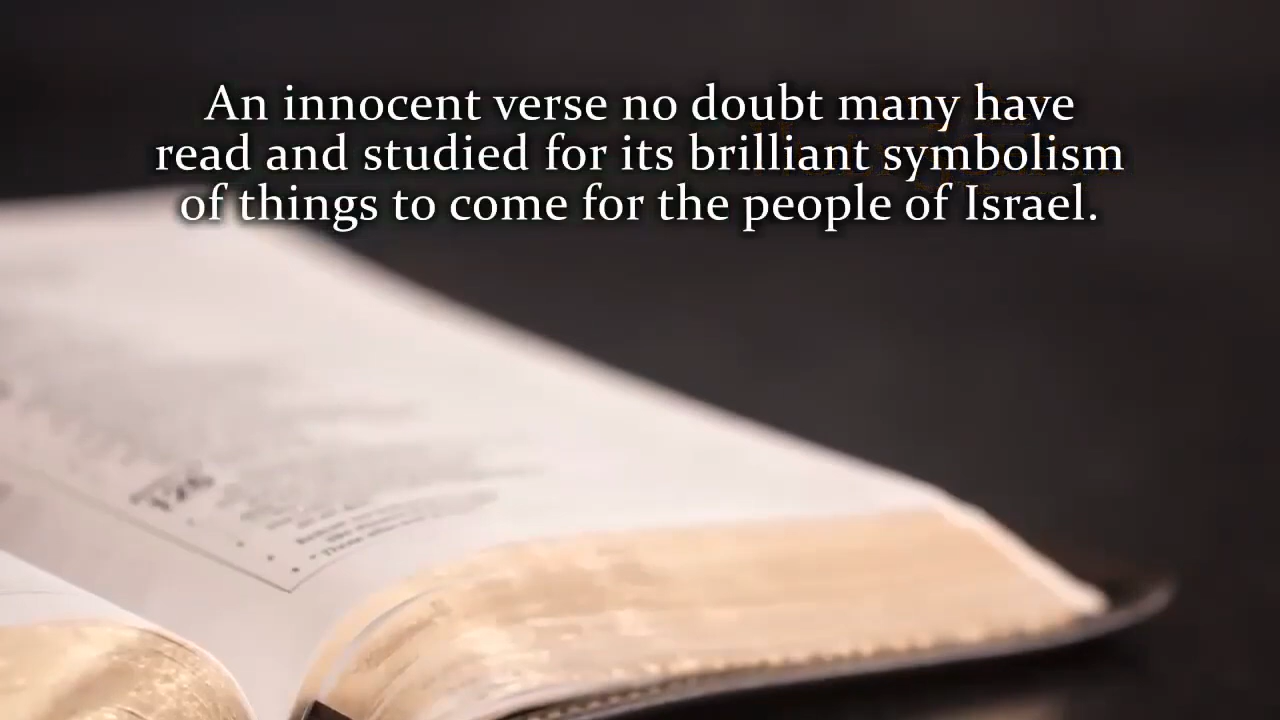 An innocent verse no doubt many have
read and studied for its brilliant symbolism
of things to come for the people of Israel.
126